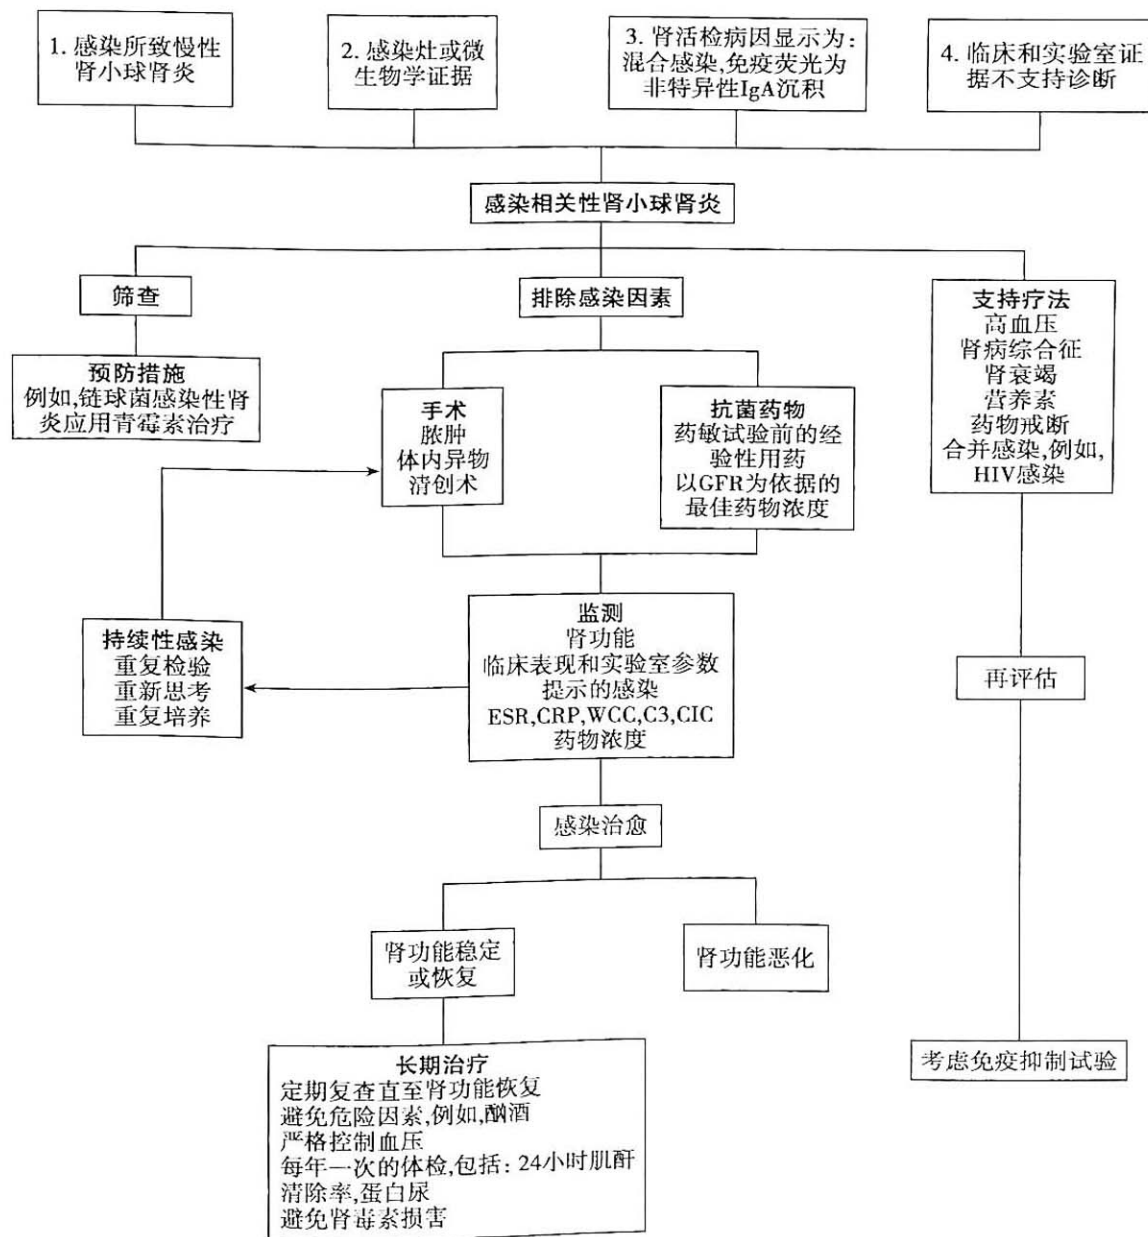 1. 感染所致慢性
肾小球肾炎
2. 感染灶或微
生物学证据
3. 肾活检病因显示为:
混合感染,免疫荧光为
非特异性IgA沉积
4. 临床和实验室证
据不支持诊断
感染相关性肾小球肾炎
筛查
排除感染因素
支持疗法
高血压
肾病综合征
肾衰竭
营养素
药物戒断
合并感染,例如,
HIV感染
预防措施
例如,链球菌感染性肾
炎应用青霉素治疗
手术
脓肿
体内异物
清创术
抗菌药物
药敏试验前的经
验性用药
以GFR为依据的
最佳药物浓度
持续性感染
重复检验
重新思考
重复培养
监测
肾功能
临床表现和实验室参数
提示的感染
ESR,CRP,WCC,C3,CIC
药物浓度
再评估
感染治愈
肾功能稳定
或恢复
肾功能恶化
考虑免疫抑制试验
长期治疗
定期复查直至肾功能恢复
避免危险因素,例如,酗酒
严格控制血压
每年一次的体检,包括: 24小时肌酐
清除率,蛋白尿
避免肾毒素损害